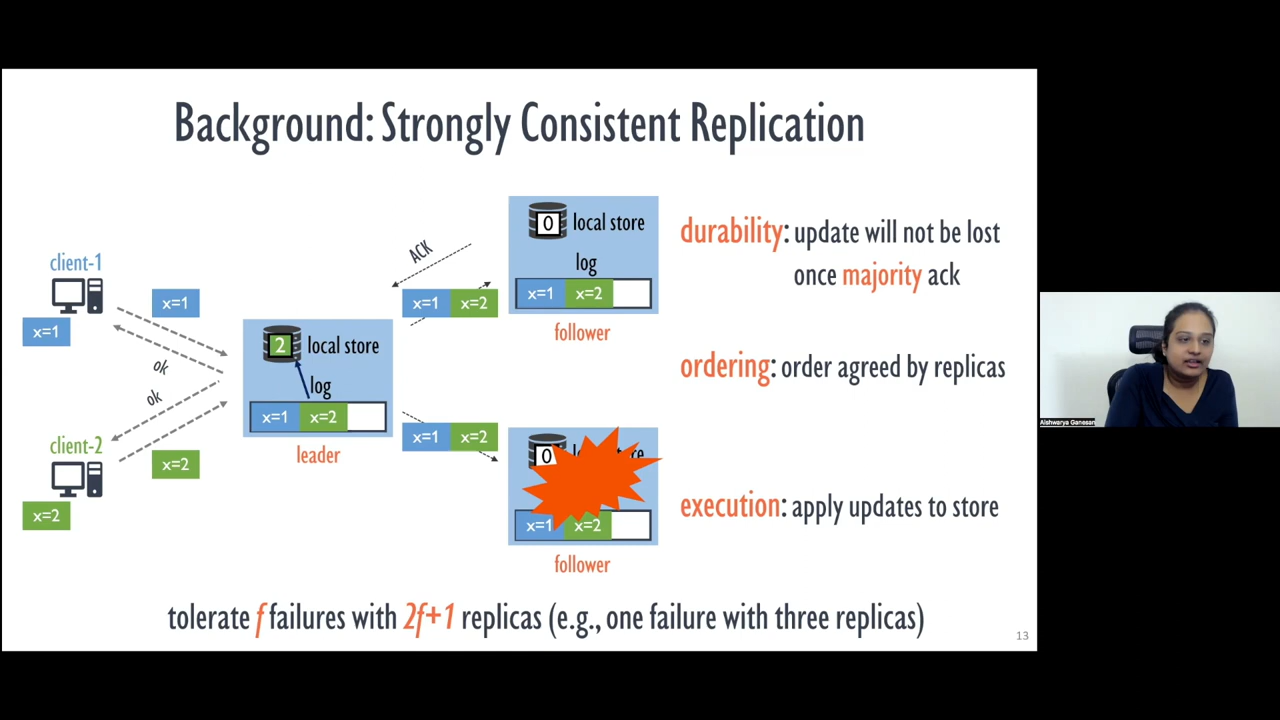 Background: Strongly Consistent Replication
client-1
x=1
x=1
ok
ok
client-2
x=2
x=2
2 local store
log
x=1 x=2
leader
ACK
x=1 x=2
x=1 x=2
0 local store
log
x=1 x=2
follower
0
x=1 x=2
follower
durability: update will not be lost
once majority ack
ordering: order agreed by replicas
execution: apply updates to store
tolerate f failures with 2f+1 replicas (e.g., one failure with three replicas)
13
Aishwarya Ganesan